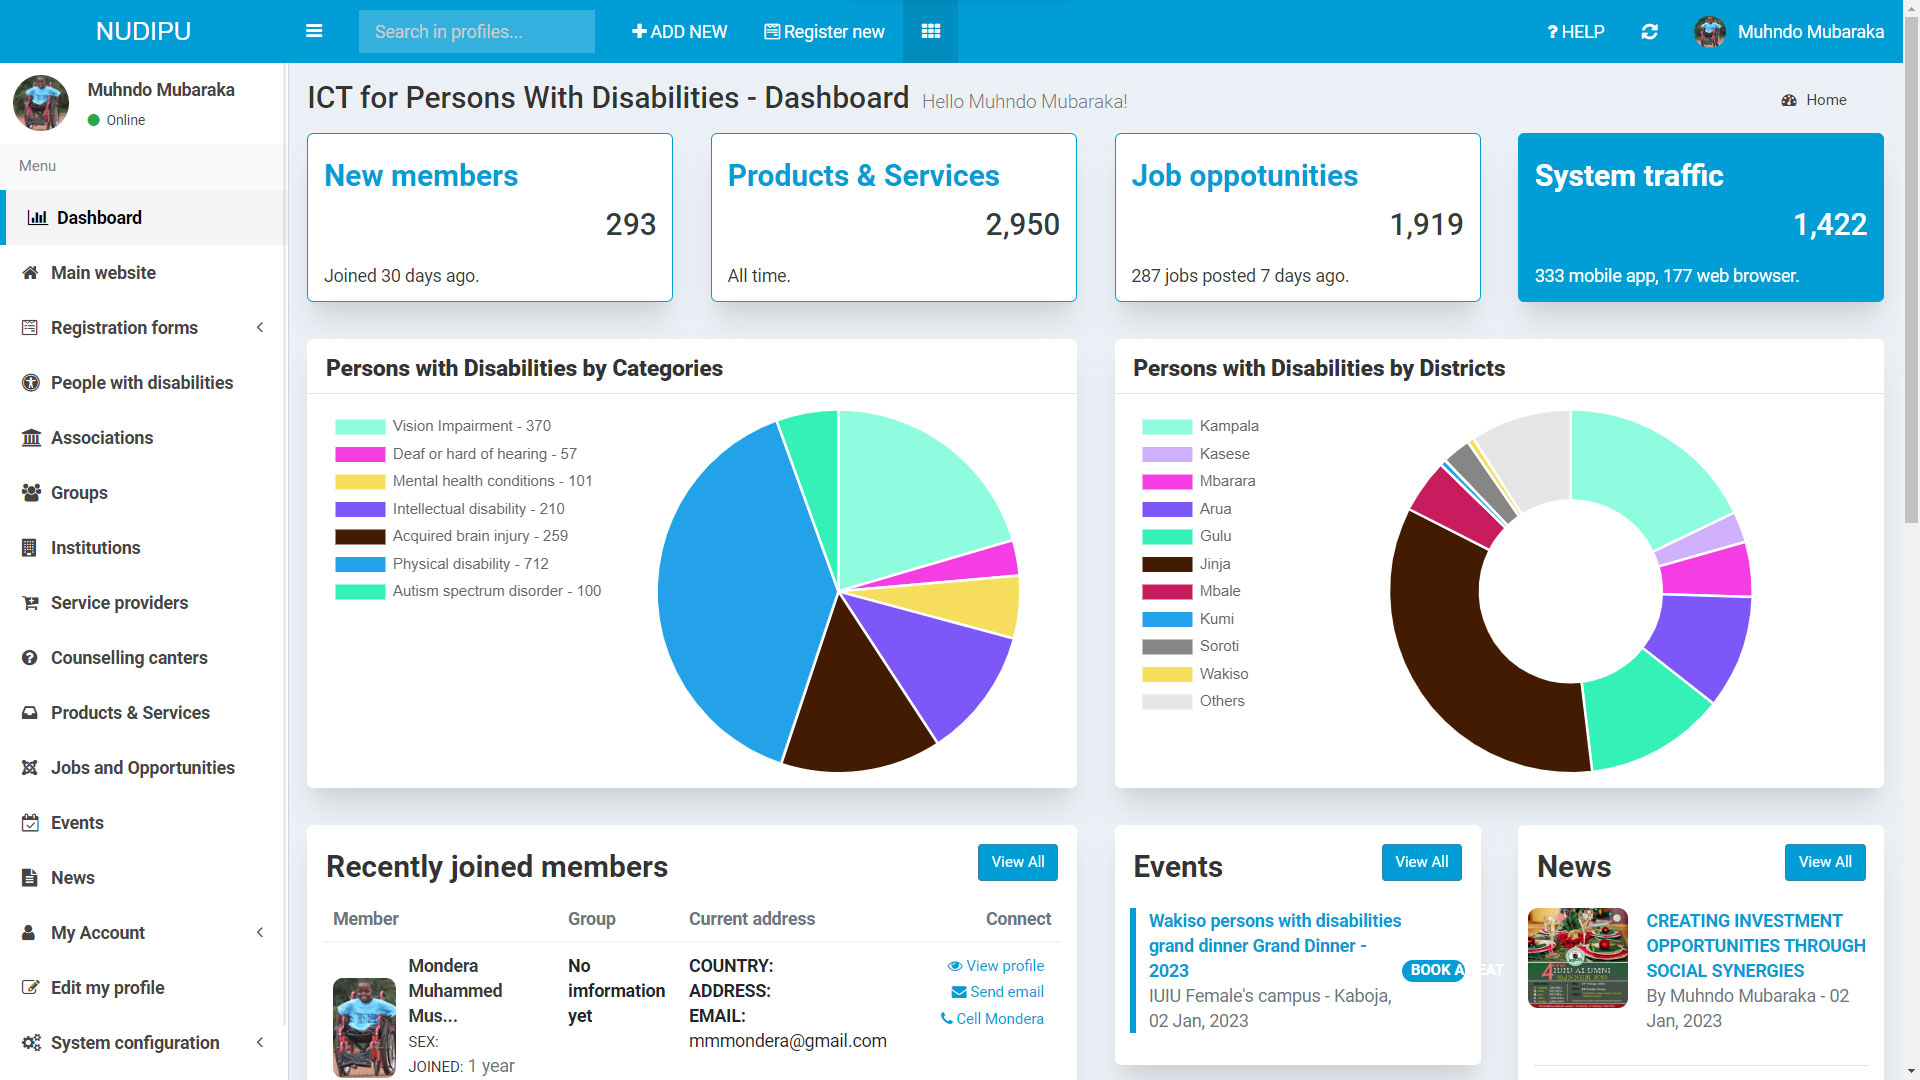 NUDIPU
Search in profiles...
ADD NEW
Register new
? HELP
Muhndo Mubaraka
Muhndo Mubaraka
Online
Menu
Dashboard
Main website
Registration forms
People with disabilities
Associations
Groups
Institutions
Service providers
Counselling canters
Products & Services
Jobs and Opportunities
Events
News
My Account
Edit my profile
System configuration
ICT for Persons With Disabilities - Dashboard Hello Muhndo Mubaraka!
Home
New members
293
Joined 30 days ago.
Products & Services
2,950
All time.
Job oppotunities
1,919
287 jobs posted 7 days ago.
System traffic
1,422
333 mobile app, 177 web browser.
Persons with Disabilities by Categories
Vision Impairment - 370
Deaf or hard of hearing - 57
Mental health conditions - 101
Intellectual disability - 210
Acquired brain injury - 259
Physical disability - 712
Autism spectrum disorder - 100
Persons with Disabilities by Districts
Kampala
Kasese
Mbarara
Arua
Gulu
Jinja
Mbale
Kumi
Soroti
Wakiso
Others
Recently joined members
View All
Member Group Current address Connect
Mondera
Muhammed
Mus...
SEX:
JOINED: 1 year
No
imformation
yet
COUNTRY:
ADDRESS:
EMAIL:
mmmondera@gmail.com
View profile
Send email
Cell Mondera
Events
View All
Wakiso persons with disabilities
grand dinner Grand Dinner -
2023
IUIU Female's campus - Kaboja,
02 Jan, 2023
BOOK A SEAT
News
View All
4 IUIU ALUMNI
CREATING INVESTMENT
OPPORTUNITIES THROUGH
SOCIAL SYNERGIES
By Muhndo Mubaraka - 02
Jan, 2023